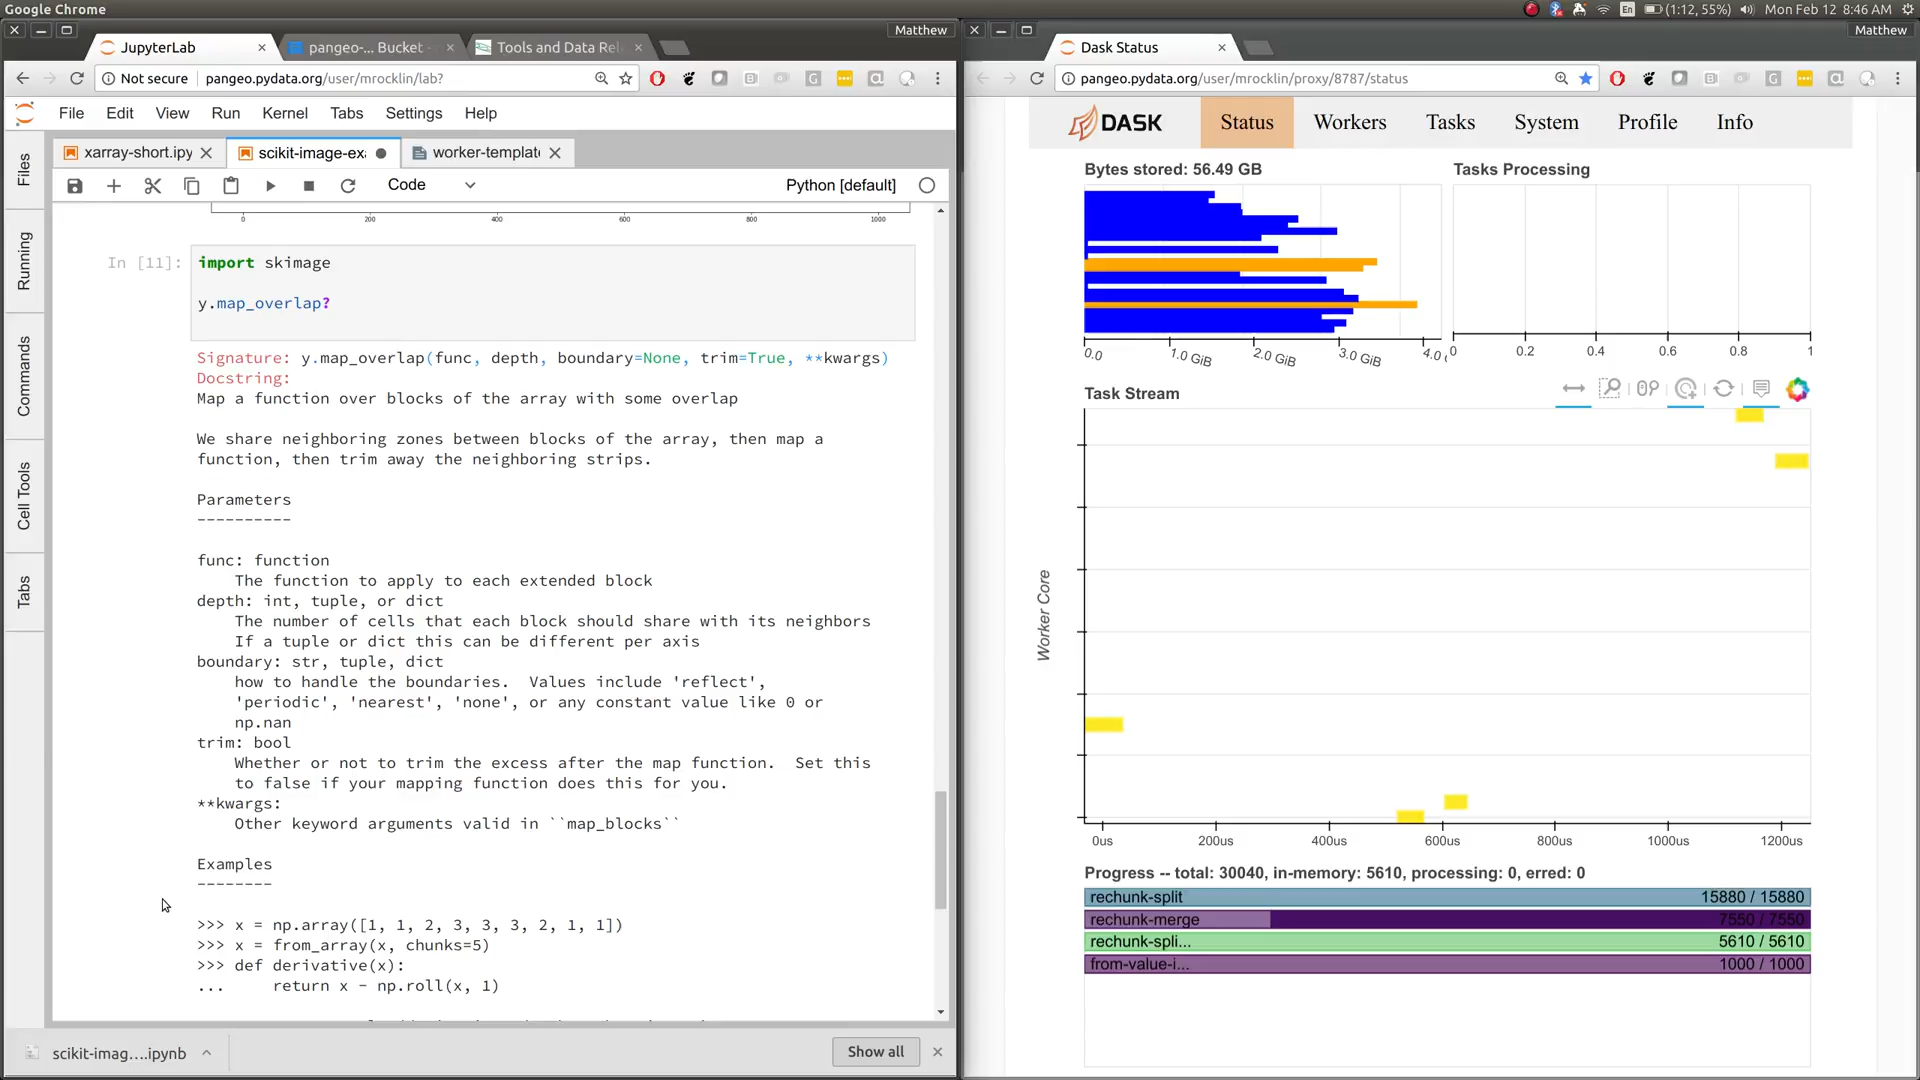 Google Chrome
En
(1:12, 55%)
Mon Feb 12 8:46 AM
Matthew
JupyterLab
pangeo-... Bucket
Tools and Data Rel
Not secure
pangeo.pydata.org/user/mrocklin/lab?
File Edit View Run Kernel Tabs Settings Help
Files
Running
Commands
Cell Tools
Tabs
xarray-short.ipy
scikit-image-exa
worker-template
Code
Python [default]
0 200 400 600 800 1000
In [11]:
import skimage
y.map_overlap?
Signature: y.map_overlap(func, depth, boundary=None, trim=True, **kwargs)
Docstring:
Map a function over blocks of the array with some overlap
We share neighboring zones between blocks of the array, then map a
function, then trim away the neighboring strips.
Parameters
----------
func: function
The function to apply to each extended block
depth: int, tuple, or dict
The number of cells that each block should share with its neighbors
If a tuple or dict this can be different per axis
boundary: str, tuple, dict
how to handle the boundaries.  Values include 'reflect',
'periodic', 'nearest', 'none', or any constant value like 0 or
np.nan
trim: bool
Whether or not to trim the excess after the map function.  Set this
to false if your mapping function does this for you.
**kwargs:
Other keyword arguments valid in ``map_blocks``
Examples
--------
>>> x = np.array([1, 1, 2, 3, 3, 3, 2, 1, 1])
>>> x = from_array(x, chunks=5)
>>> def derivative(x):
...     return x - np.roll(x, 1)
scikit-imag....ipynb
Show all
Matthew
Dask Status
pangeo.pydata.org/user/mrocklin/proxy/8787/status
DASK
Status Workers Tasks System Profile Info
Bytes stored: 56.49 GB
0.0 1.0 GiB 2.0 GiB 3.0 GiB 4.0
Tasks Processing
0 0.2 0.4 0.6 0.8 1
Task Stream
Worker Core
0us 200us 400us 600us 800us 1000us 1200us
Progress -- total: 30040, in-memory: 5610, processing: 0, erred: 0
rechunk-split 15880 / 15880
rechunk-merge 7550 / 7550
rechunk-spli... 5610 / 5610
from-value-i... 1000 / 1000